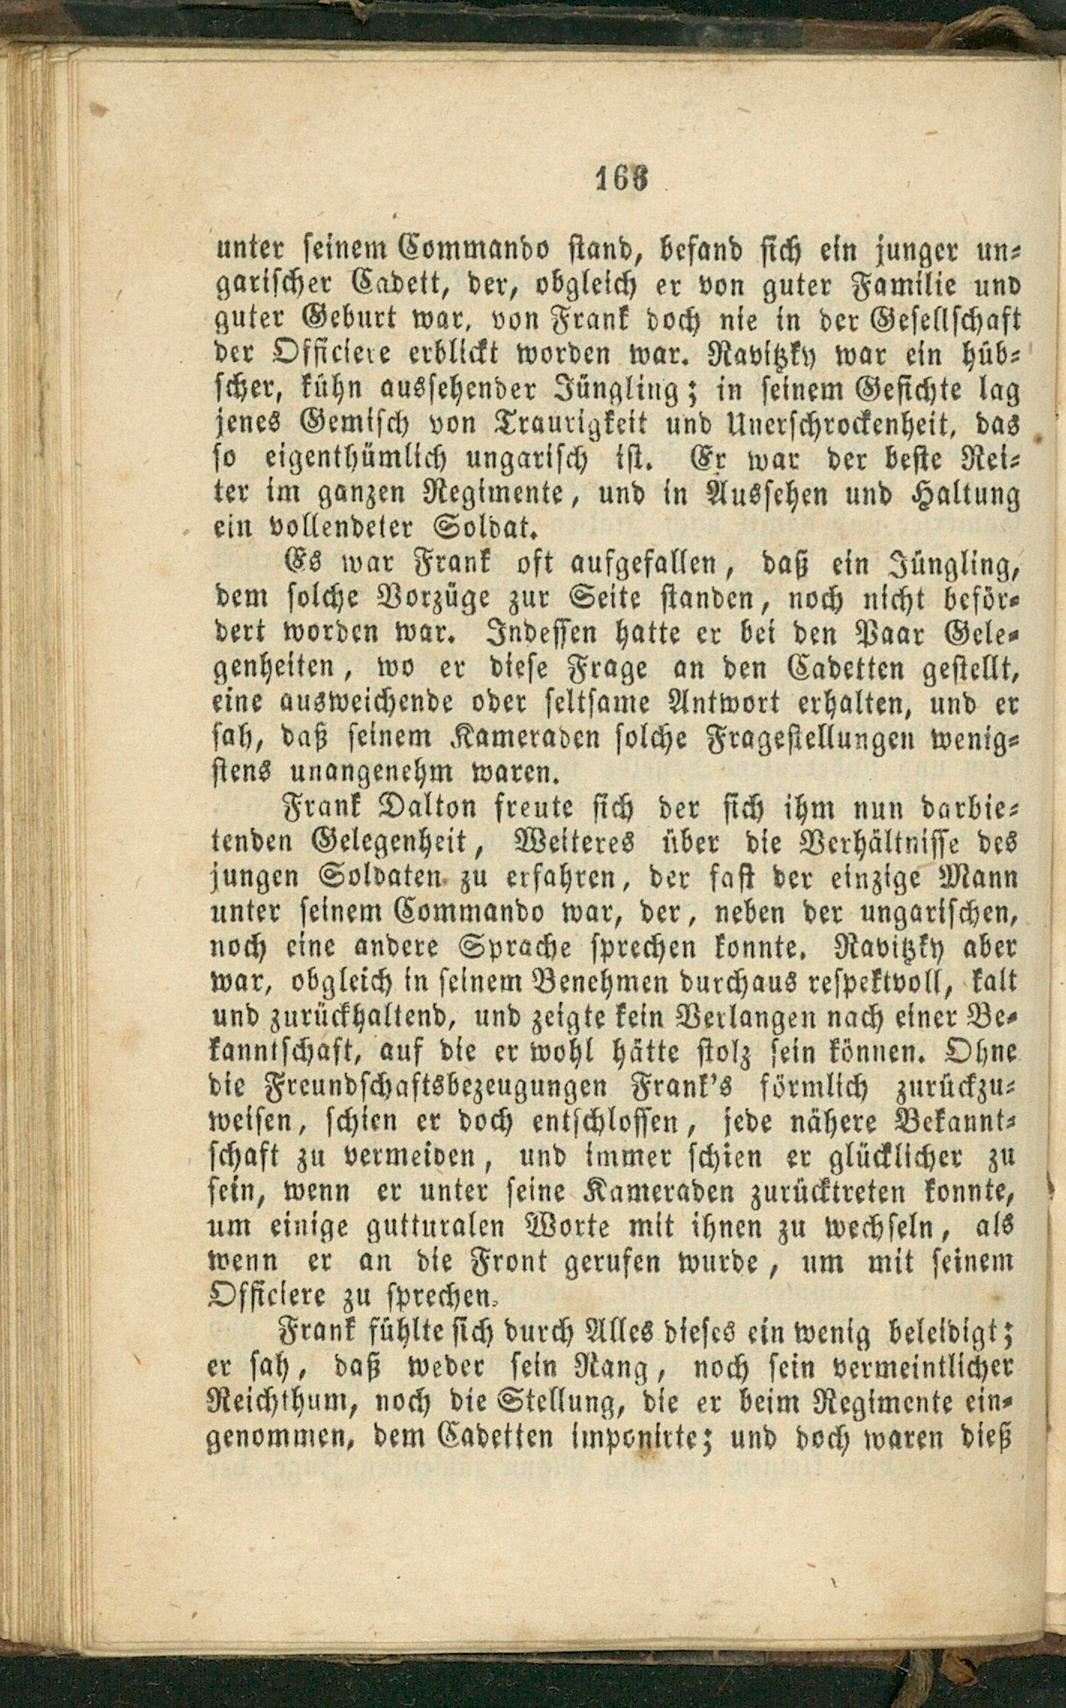 168
unter seinem Commando stand, befand sich ein junger un-
garischer Cadett, der, obgleich er von guter Familie und
guter Geburt war, von Frank doch nie in der Gesellschaft
der Officiere erblickt worden war. Ravitzky war ein hüb-
scher, kühn aussehender Jüngling; in seinem Gesichte lag
jenes Gemisch von Traurigkeit und Unerschrockenheit, das
so eigenthümlich ungarisch ist. Er war der beste Rei-
ter im ganzen Regimente, und in Aussehen und Haltung
ein vollendeter Soldat.
Es war Frank oft aufgefallen, daß ein Jüngling,
dem solche Vorzüge zur Seite standen, noch nicht beför-
dert worden war. Indessen hatte er bei den Paar Gele-
genheiten, wo er diese Frage an den Cadetten gestellt,
eine ausweichende oder seltsame Antwort erhalten, und er
sah, daß seinem Kameraden solche Fragestellungen wenig-
stens unangenehm waren.
Frank Dalton freute sich der sich ihm nun darbie-
tenden Gelegenheit, Weiteres über die Verhältnisse des
jungen Soldaten zu erfahren, der fast der einzige Mann
unter seinem Commando war, der, neben der ungarischen,
noch eine andere Sprache sprechen konnte. Ravitzky aber
war, obgleich in seinem Benehmen durchaus respektvoll, kalt
und zurückhaltend, und zeigte kein Verlangen nach einer Be-
kanntschaft, auf die er wohl hätte stolz sein können. Ohne
die Freundschaftsbezeugungen Frank's förmlich zurückzu-
weisen, schien er doch entschlossen, jede nähere Bekannt-
schaft zu vermeiden, und immer schien er glücklicher zu
sein, wenn er unter seine Kameraden zurücktreten konnte,
um einige gutturalen Worte mit ihnen zu wechseln, als
wenn er an die Front gerufen wurde, um mit seinem
Officiere zu sprechen.
Frank fühlte sich durch Alles dieses ein wenig beleidigt;
er sah, daß weder sein Rang, noch sein vermeintlicher
Reichthum, noch die Stellung, die er beim Regimente ein-
genommen, dem Cadetten imponirte; und doch waren dieß